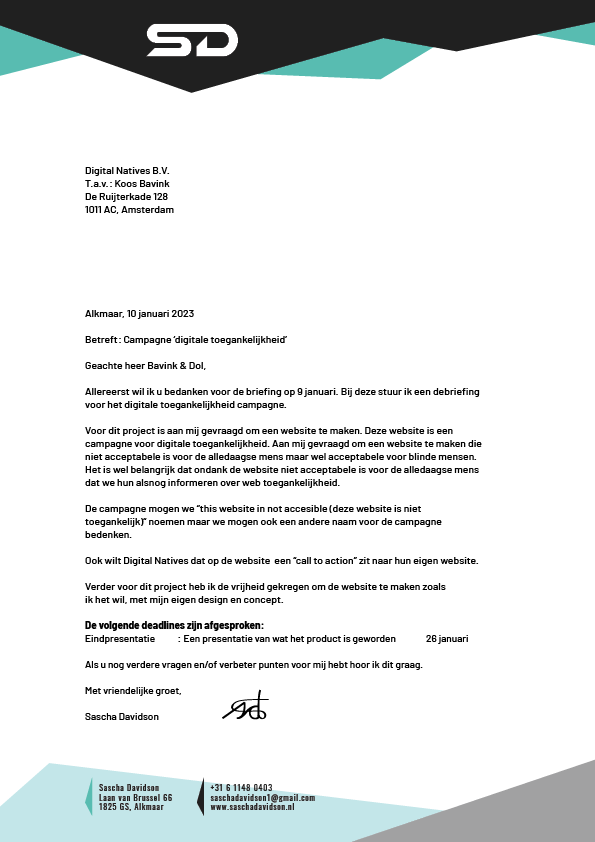 SD
Digital Natives B.V.
T.a.v.: Koos Bavink
De Ruijterkade 128
1011 AC, Amsterdam
Alkmaar, 10 januari 2023
Betreft: Campagne ‘digitale toegankelijkheid’
Geachte heer Bavink & Dol,
Allereerst wil ik u bedanken voor de briefing op 9 januari. Bij deze stuur ik een debriefing
voor het digitale toegankelijkheid campagne.
Voor dit project is aan mij gevraagd om een website te maken. Deze website is een
campagne voor digitale toegankelijkheid. Aan mij gevraagd om een website te maken die
niet acceptabele is voor de alledaagse mens maar wel acceptabele voor blinde mensen.
Het is wel belangrijk dat ondank de website niet acceptabele is voor de alledaagse mens
dat we hun alsnog informeren over web toegankelijkheid.
De campagne mogen we “this website in not accesible (deze website is niet
toegankelijk)” noemen maar we mogen ook een andere naam voor de campagne
bedenken.
Ook wilt Digital Natives dat op de website een “call to action” zit naar hun eigen website.
Verder voor dit project heb ik de vrijheid gekregen om de website te maken zoals
ik het wil, met mijn eigen design en concept.
De volgende deadlines zijn afgesproken:
Eindpresentatie : Een presentatie van wat het product is geworden 26 januari
Als u nog verdere vragen en/of verbeter punten voor mij hebt hoor ik dit graag.
Met vriendelijke groet,
Sascha Davidson
Sascha Davidson
Laan van Brussel 66
1825 GS, Alkmaar
+31 6 1148 0403
saschadavidson1@gmail.com
www.saschadavidson.nl